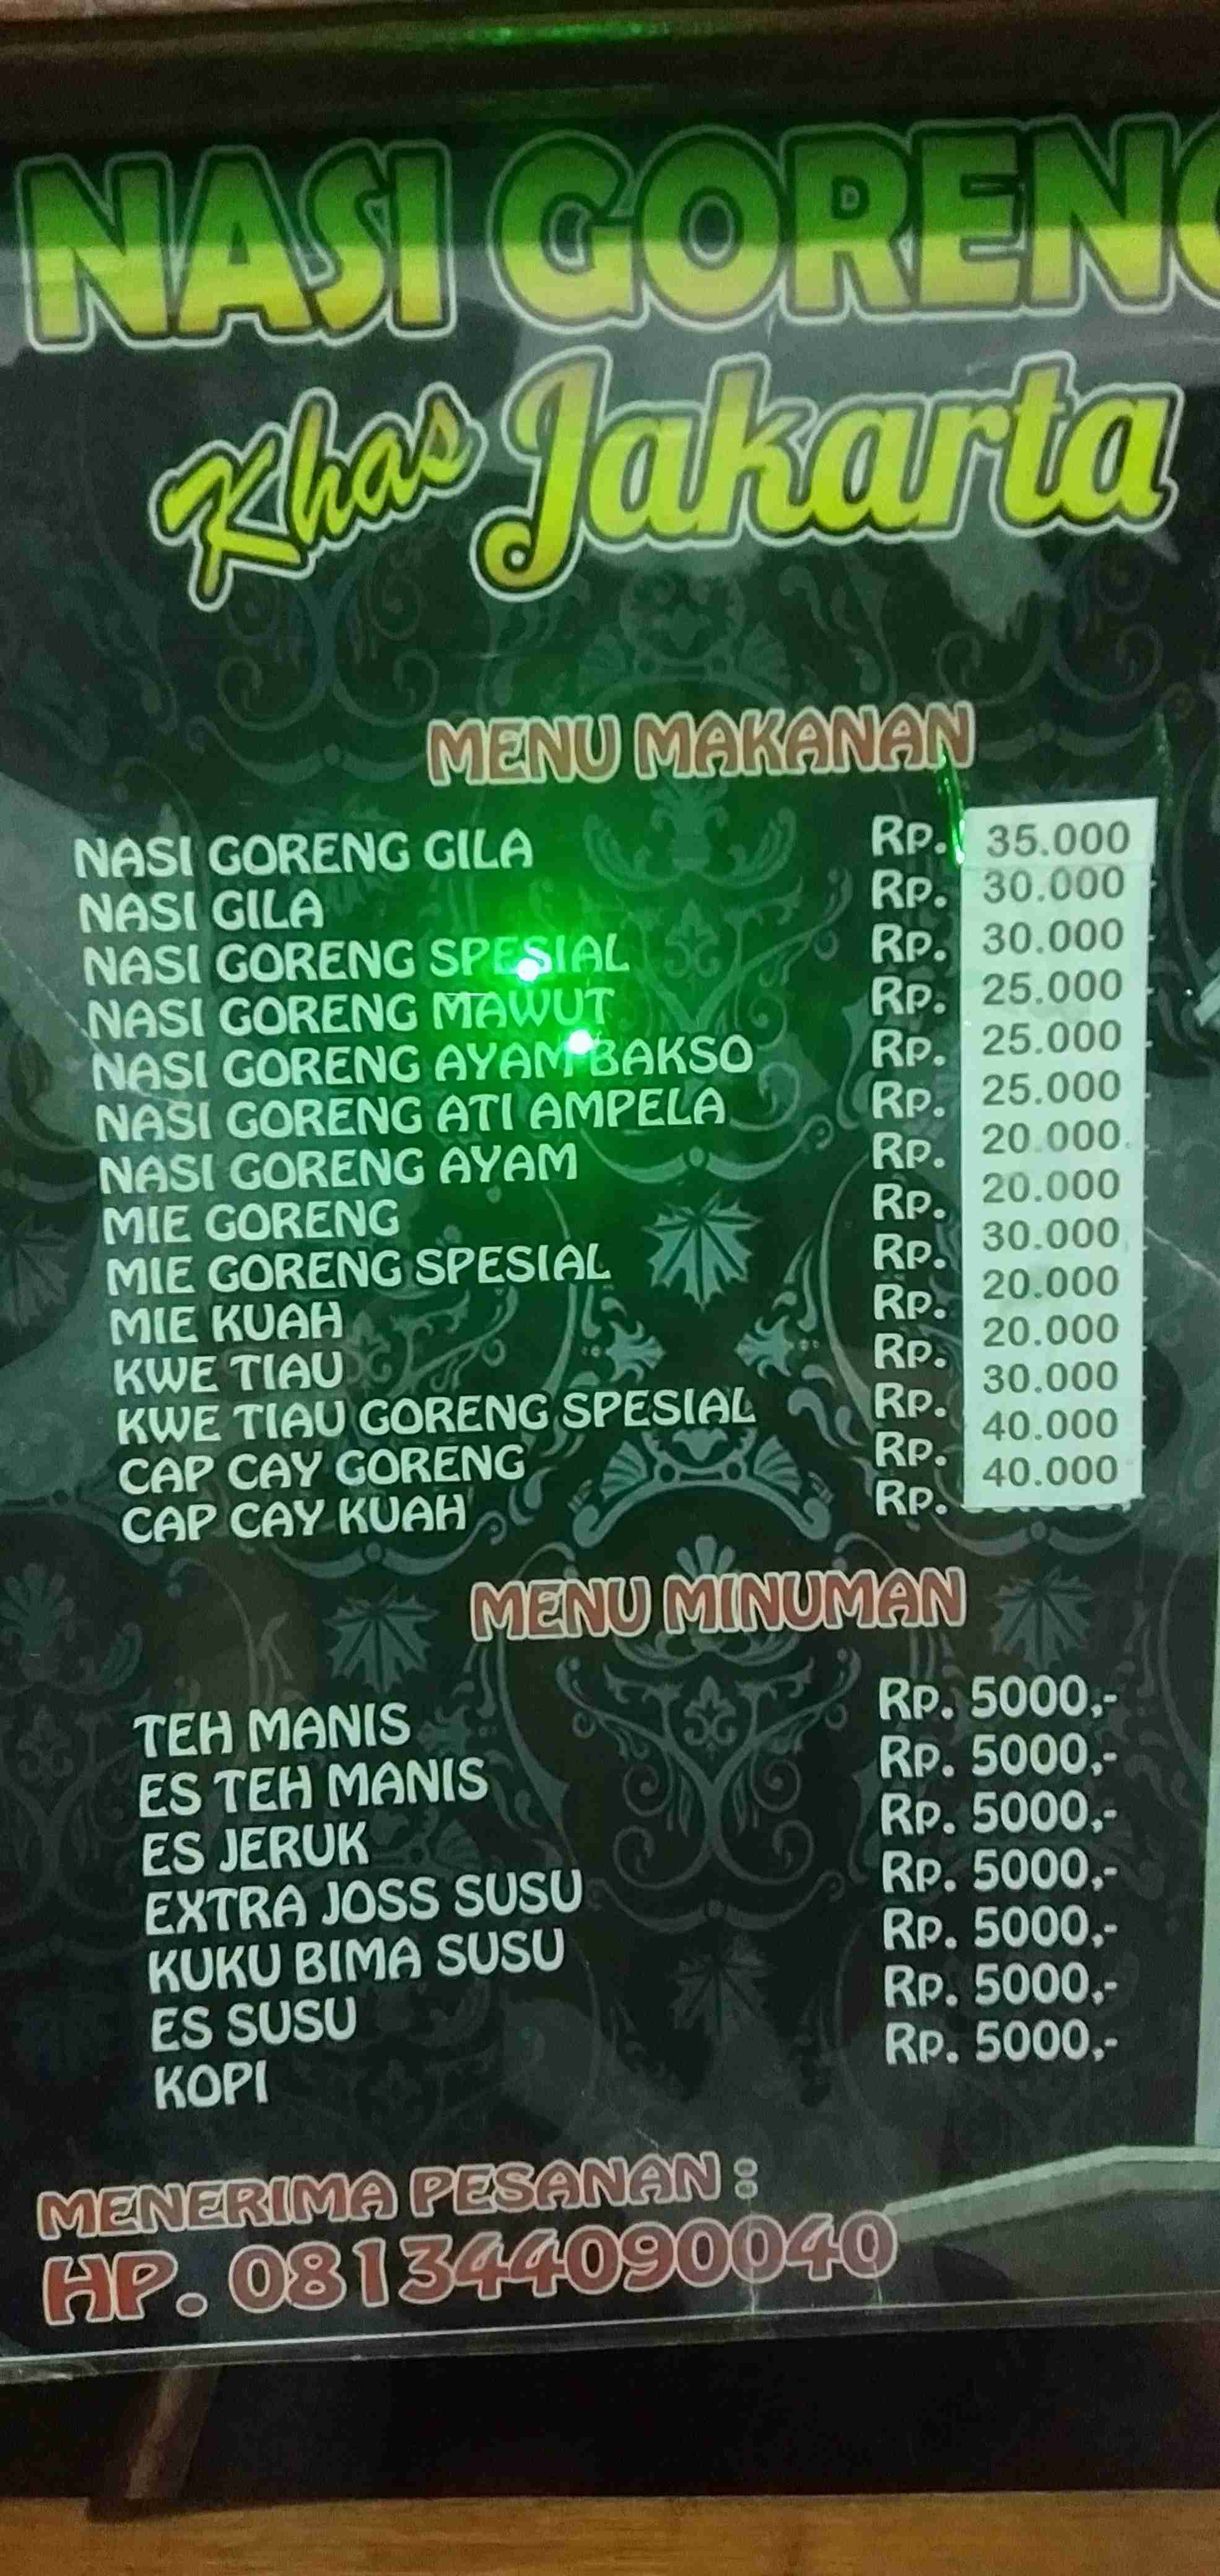 NASI GORENG
Khas Jakarta
MENU MAKANAN
NASI GORENG GILA Rp. 35.000
NASI GILA Rp. 30.000
NASI GORENG SPESIAL Rp. 30.000
NASI GORENG MAWUT Rp. 25.000
NASI GORENG AYAM BAKSO Rp. 25.000
NASI GORENG ATI AMPELA Rp. 25.000
NASI GORENG AYAM Rp. 20.000
MIE GORENG Rp. 20.000
MIE GORENG SPESIAL Rp. 30.000
MIE KUAH Rp. 20.000
KWE TIAU Rp. 20.000
KWE TIAU GORENG SPESIAL Rp. 30.000
CAP CAY GORENG Rp. 40.000
CAP CAY KUAH Rp. 40.000
MENU MINUMAN
TEH MANIS Rp. 5000,-
ES TEH MANIS Rp. 5000,-
ES JERUK Rp. 5000,-
EXTRA JOSS SUSU Rp. 5000,-
KUKU BIMA SUSU Rp. 5000,-
ES SUSU Rp. 5000,-
KOPI Rp. 5000,-
MENERIMA PESANAN :
HP. 081344090040